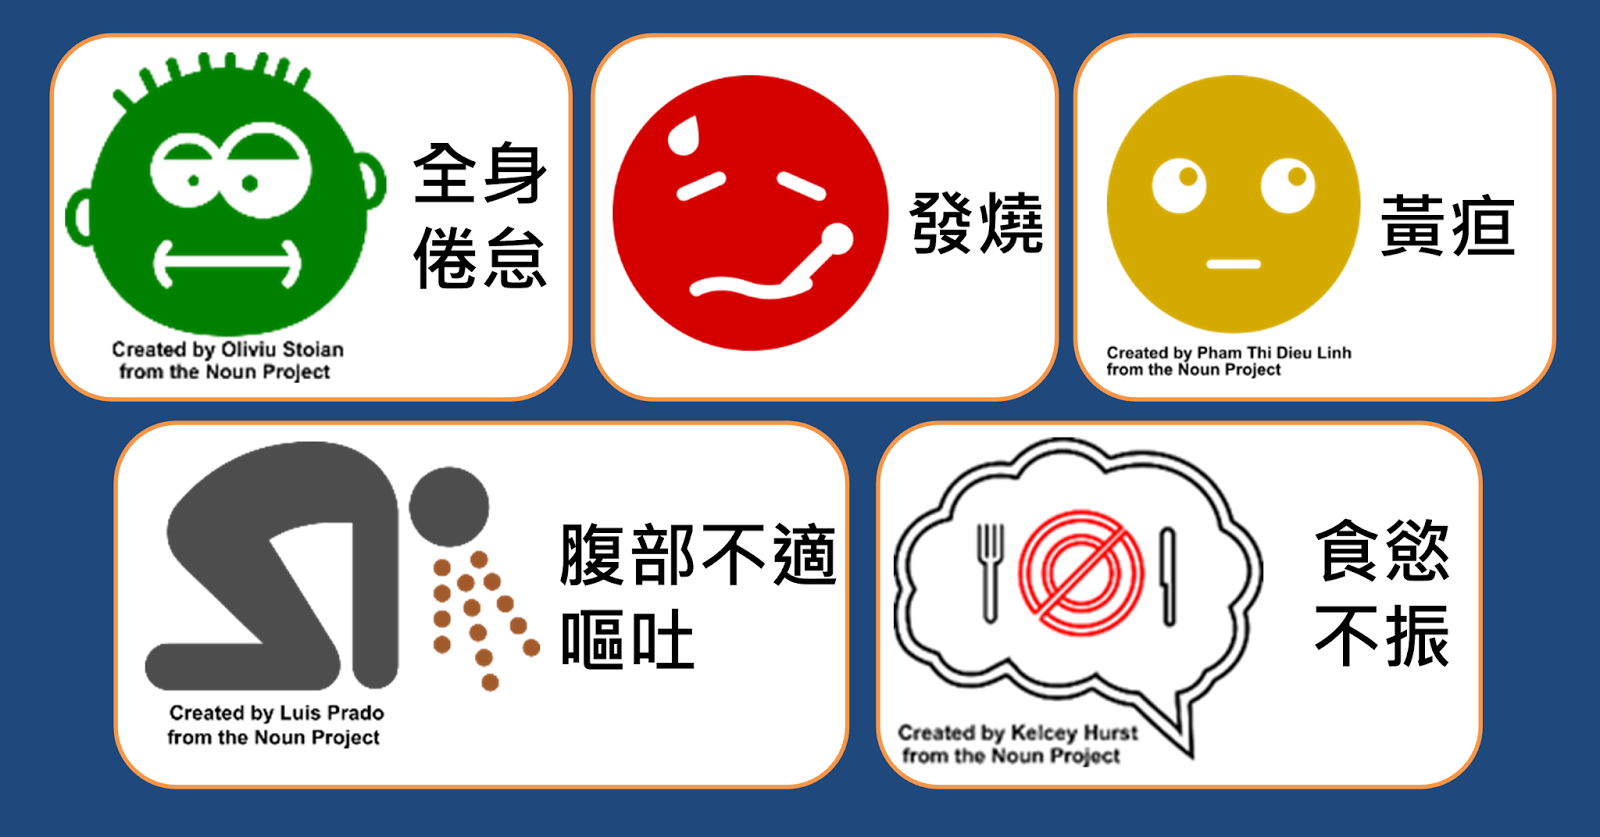 全身
倦怠
Created by Oliviu Stoian
from the Noun Project
發燒
黃疸
Created by Pham Thi Dieu Linh
from the Noun Project
腹部不適
嘔吐
Created by Luis Prado
from the Noun Project
食慾
不振
Created by Kelcey Hurst
from the Noun Project